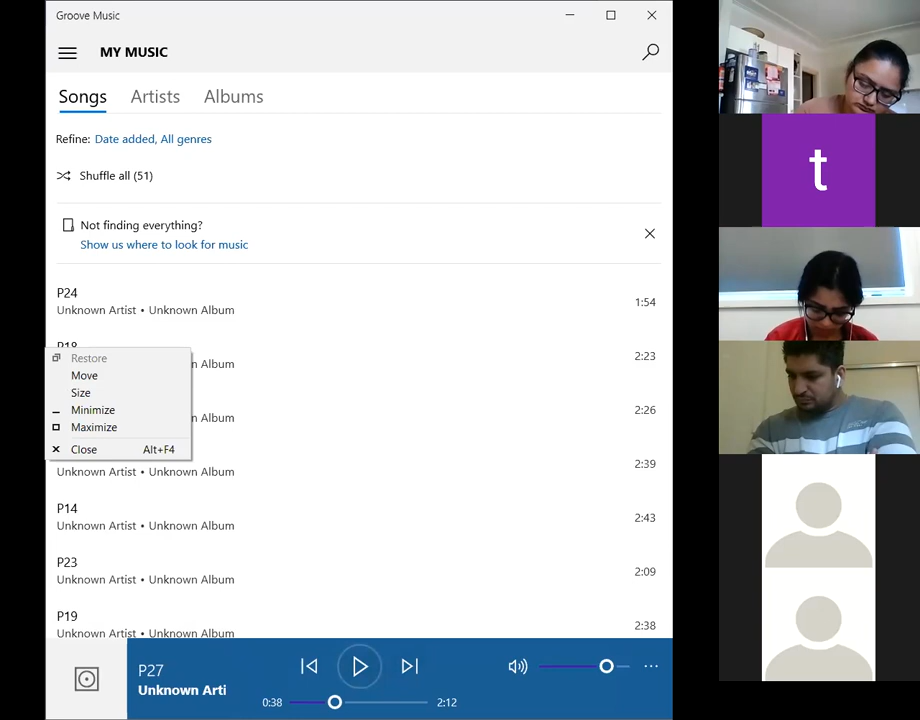 Groove Music
MY MUSIC
Songs Artists Albums
Refine: Date added, All genres
Shuffle all (51)
Not finding everything?
Show us where to look for music
P24
Unknown Artist • Unknown Album
1:54
P18
n Album
2:23
Restore
Move
Size
Minimize
Maximize
Close Alt+F4
n Album
2:26
Unknown Artist • Unknown Album
2:39
P14
Unknown Artist • Unknown Album
2:43
P23
Unknown Artist • Unknown Album
2:09
P19
Unknown Artist • Unknown Album
2:38
P27
Unknown Arti
0:38
2:12
t